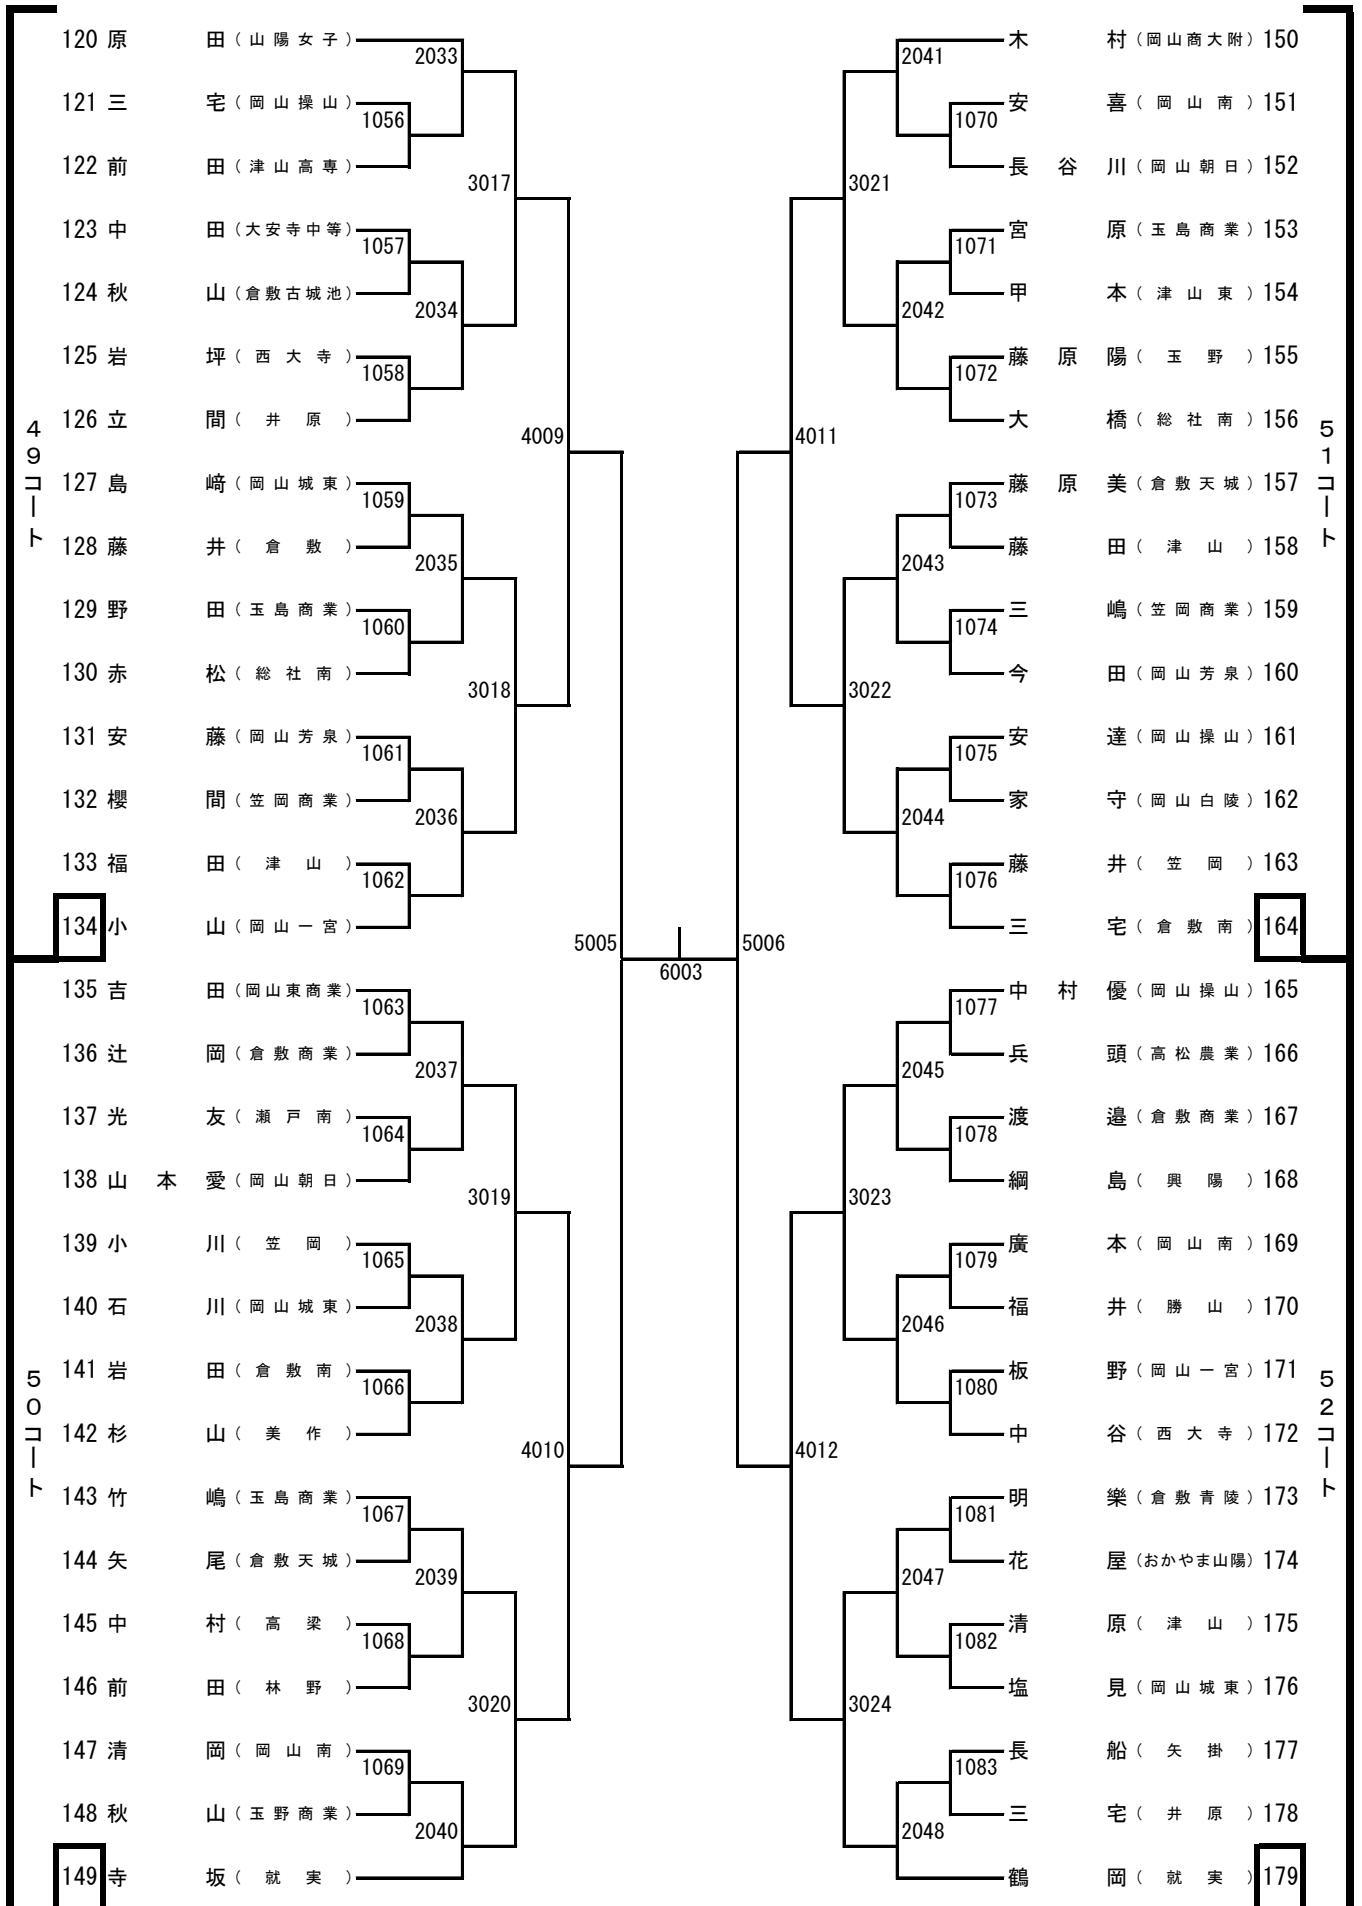 120 原田（山陽女子）
2033
121 三宅（岡山操山）
1056
122 前田（津山高専）
3017
123 中田（大安寺中等）
1057
124 秋山（倉敷古城池）
2034
125 岩坪（西大寺）
1058
126 立間（井原）
4009
49コート
127 島﨑（岡山城東）
1059
128 藤井（倉敷）
2035
129 野田（玉島商業）
1060
130 赤松（総社南）
3018
131 安藤（岡山芳泉）
1061
132 櫻間（笠岡商業）
2036
133 福田（津山）
1062
134 小山（岡山一宮）
5005
135 吉田（岡山東商業）
1063
136 辻岡（倉敷商業）
2037
137 光友（瀬戸南）
1064
138 山本愛（岡山朝日）
3019
139 小川（笠岡）
1065
140 石川（岡山城東）
2038
141 岩田（倉敷南）
1066
142 杉山（美作）
4010
50コート
143 竹嶋（玉島商業）
1067
144 矢尾（倉敷天城）
2039
145 中村（高梁）
1068
146 前田（林野）
3020
147 清岡（岡山南）
1069
148 秋山（玉野商業）
2040
149 寺坂（就実）
6003
木村（岡山商大附）150
2041
安喜（岡山南）151
1070
長谷川（岡山朝日）152
3021
宮原（玉島商業）153
1071
甲本（津山東）154
2042
藤原陽（玉野）155
1072
大橋（総社南）156
4011
51コート
藤原美（倉敷天城）157
1073
藤田（津山）158
2043
三嶋（笠岡商業）159
1074
今田（岡山芳泉）160
3022
安達（岡山操山）161
1075
家守（岡山白陵）162
2044
藤井（笠岡）163
1076
三宅（倉敷南）164
5006
中村優（岡山操山）165
1077
兵頭（高松農業）166
2045
渡邉（倉敷商業）167
1078
綱島（興陽）168
3023
廣本（岡山南）169
1079
福井（勝山）170
2046
板野（岡山一宮）171
1080
中谷（西大寺）172
4012
52コート
明樂（倉敷青陵）173
1081
花屋（おかやま山陽）174
2047
清原（津山）175
1082
塩見（岡山城東）176
3024
長船（矢掛）177
1083
三宅（井原）178
2048
鶴岡（就実）179